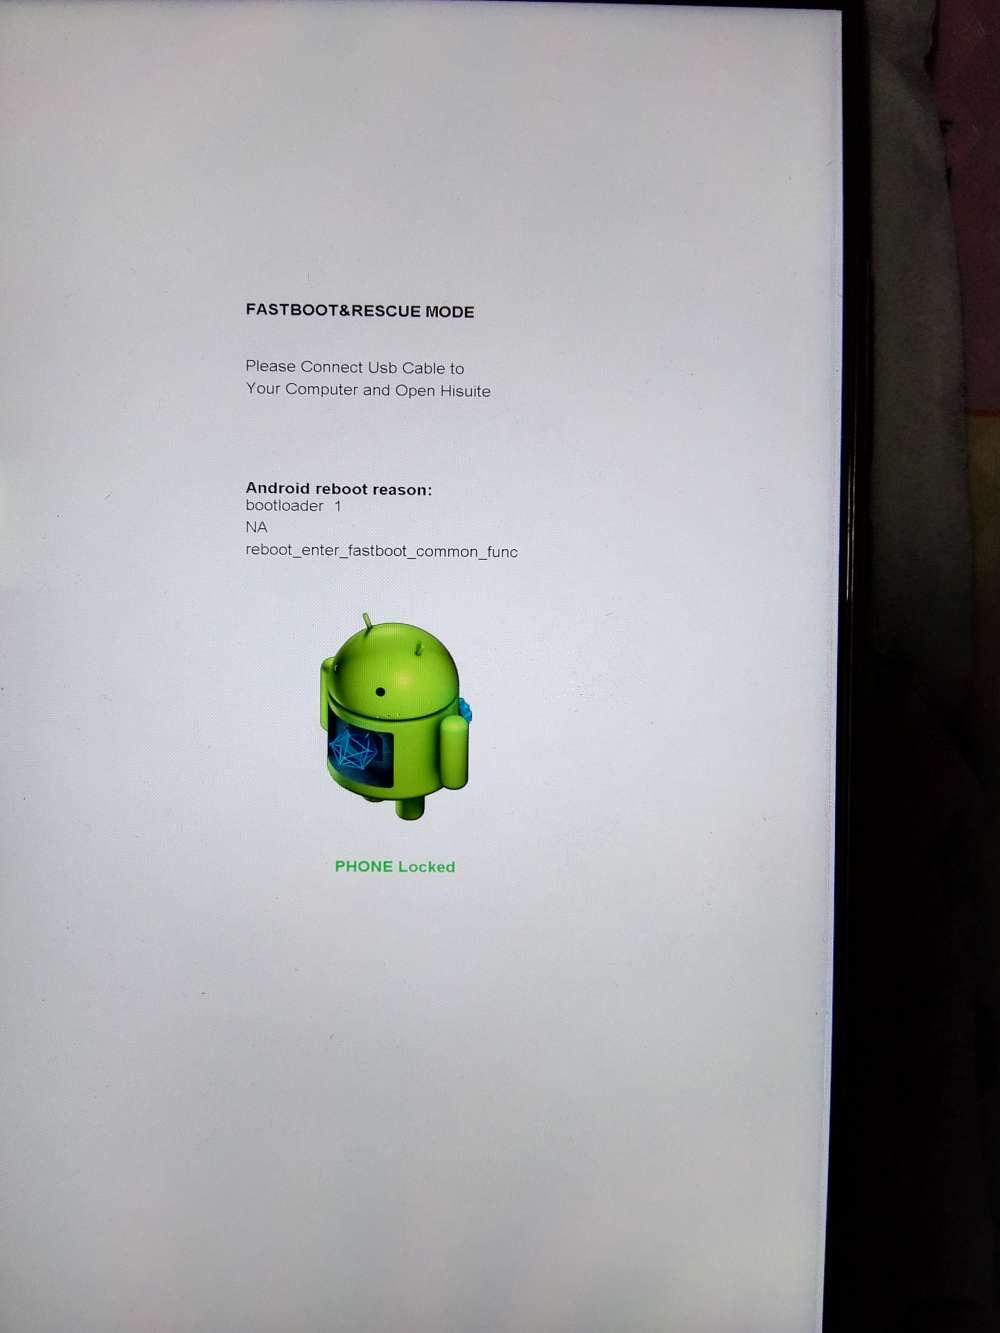 FASTBOOT&RESCUE MODE
Please Connect Usb Cable to
Your Computer and Open Hisuite
Android reboot reason:
bootloader 1
NA
reboot_enter_fastboot_common_func
PHONE Locked